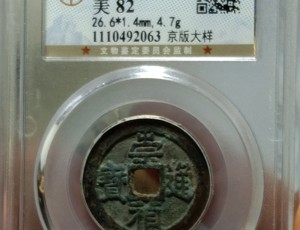 美 82
26.6*1.4mm, 4.7g
1110492063 京版大样
★ 文物鉴定委员会监制 ★
崇
寶 通
禎